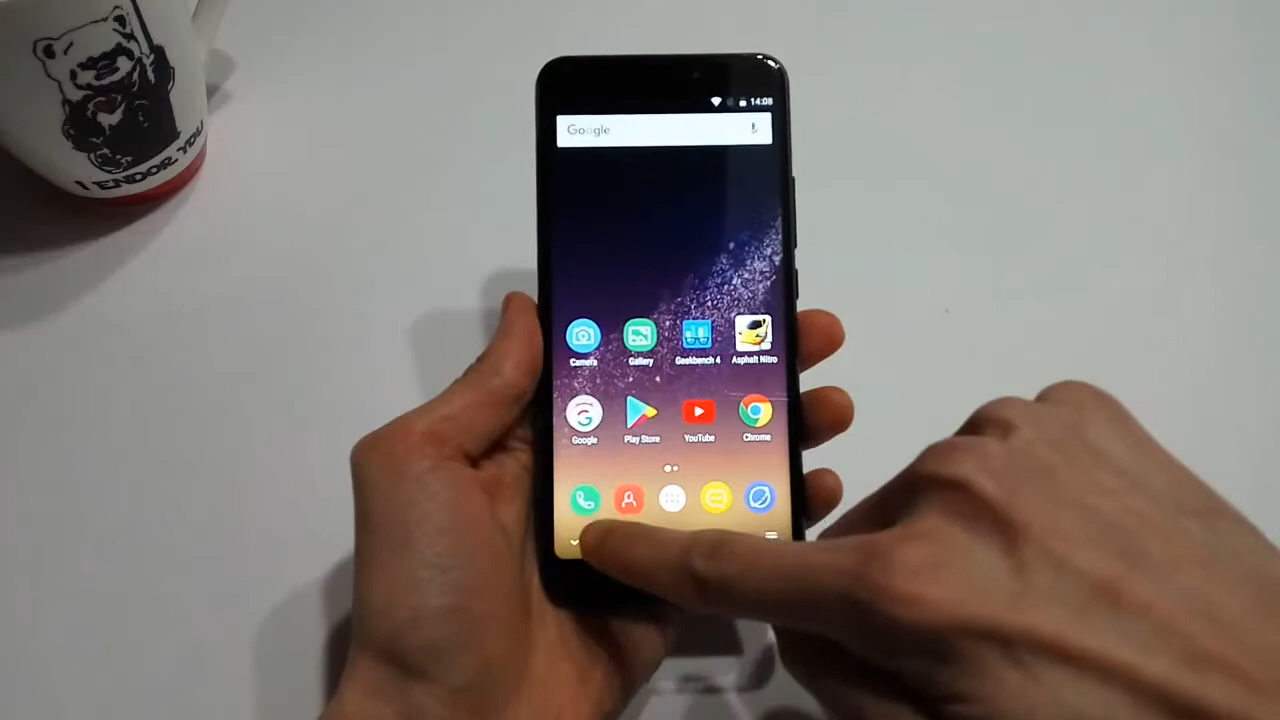 I ENDOR YOU
14:08
Google
Camera
Gallery
Geekbench 4
Asphalt Nitro
Google
Play Store
YouTube
Chrome